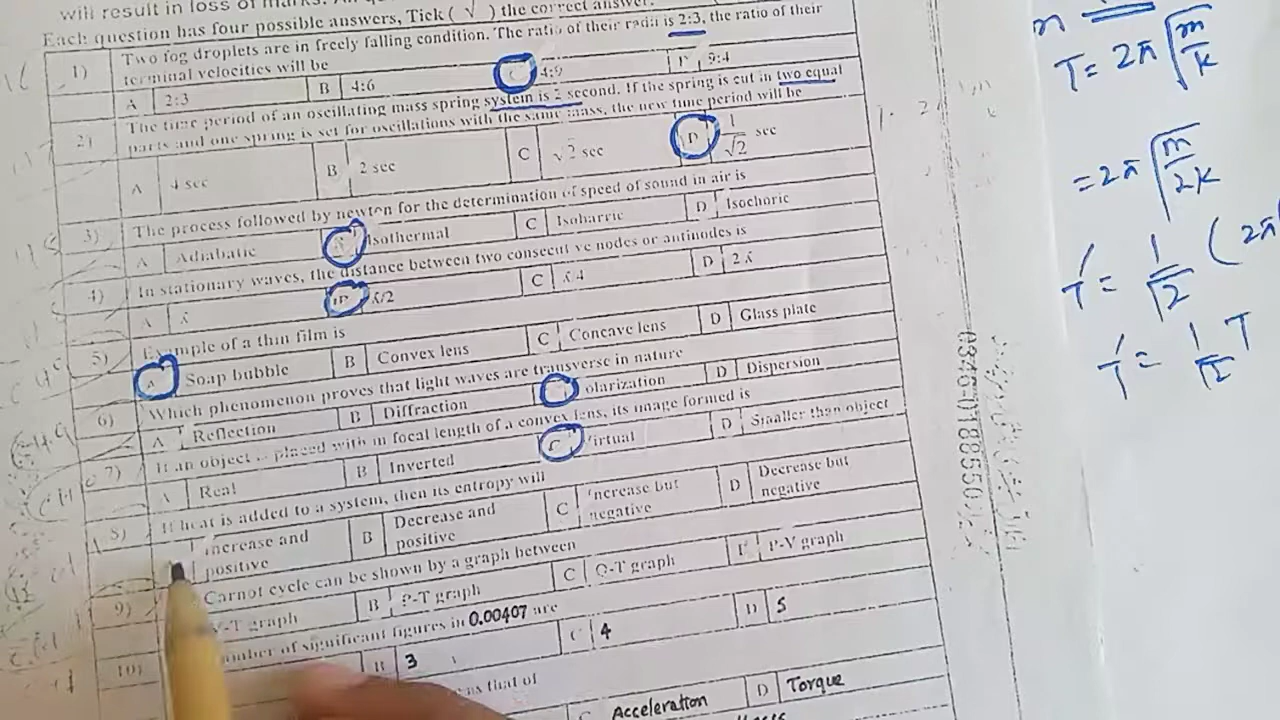 will result in loss of marks.
Each question has four possible answers, Tick ( √ ) the correct answer.
1) Two fog droplets are in freely falling condition. The ratio of their radii is 2:3, the ratio of their
terminal velocities will be
A 2:3 B 4:6 C 4:9 D 9:4
2) The time period of an oscillating mass spring system is 2 second. If the spring is cut in two equal
parts and one spring is set for oscillations with the same mass, the new time period will be
A 4 sec B 2 sec C √2 sec D 1/√2 sec
3) The process followed by newton for the determination of speed of sound in air is
A Adiabatic Isothermal C Isobarric D Isochoric
4) In stationary waves, the distance between two consecutive nodes or antinodes is
A λ B λ/2 C λ 4 D 2λ
5) Example of a thin film is
A Soap bubble B Convex lens C Concave lens D Glass plate
6) Which phenomenon proves that light waves are transverse in nature
A Reflection B Diffraction olarization D Dispersion
7) If an object is placed with in focal length of a convex lens, its image formed is
A Real B Inverted C Virtual D Smaller than object
8) If heat is added to a system, then its entropy will
Increase and positive B Decrease and positive C Increase but negative D Decrease but negative
9) Carnot cycle can be shown by a graph between
V-T graph B P-T graph C Q-T graph D P-V graph
10) number of significant figures in 0.00407 are
B 3 C 4 D 5
as that of
C Acceleration D Torque
T = 2π √m/k
= 2π √m/2k
T' = 1/√2 (2π
T' = 1/√2 T
0346-0188550